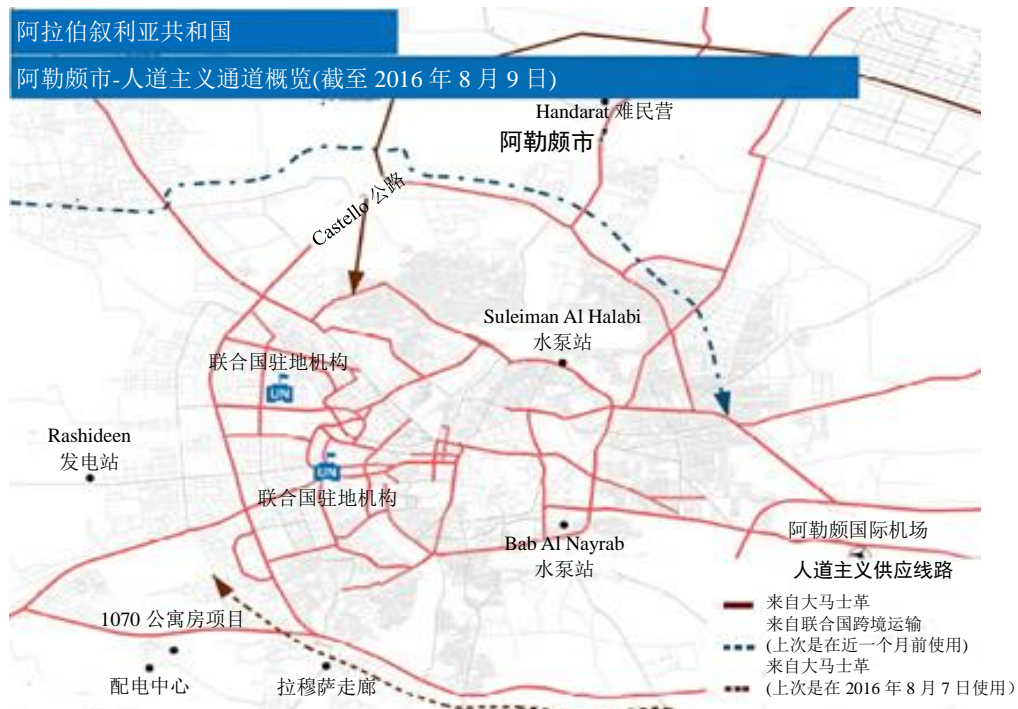 阿拉伯叙利亚共和国
阿勒颇市-人道主义通道概览(截至 2016 年 8 月 9 日)
Handarat 难民营
阿勒颇市
Castello 公路
Suleiman Al Halabi
水泵站
联合国驻地机构
UN
Rashideen
发电站
UN
联合国驻地机构
Bab Al Nayrab
水泵站
阿勒颇国际机场
1070 公寓房项目
配电中心
拉穆萨走廊
人道主义供应线路
来自大马士革
来自联合国跨境运输
(上次是在近一个月前使用)
来自大马士革
(上次是在 2016 年 8 月 7 日使用)